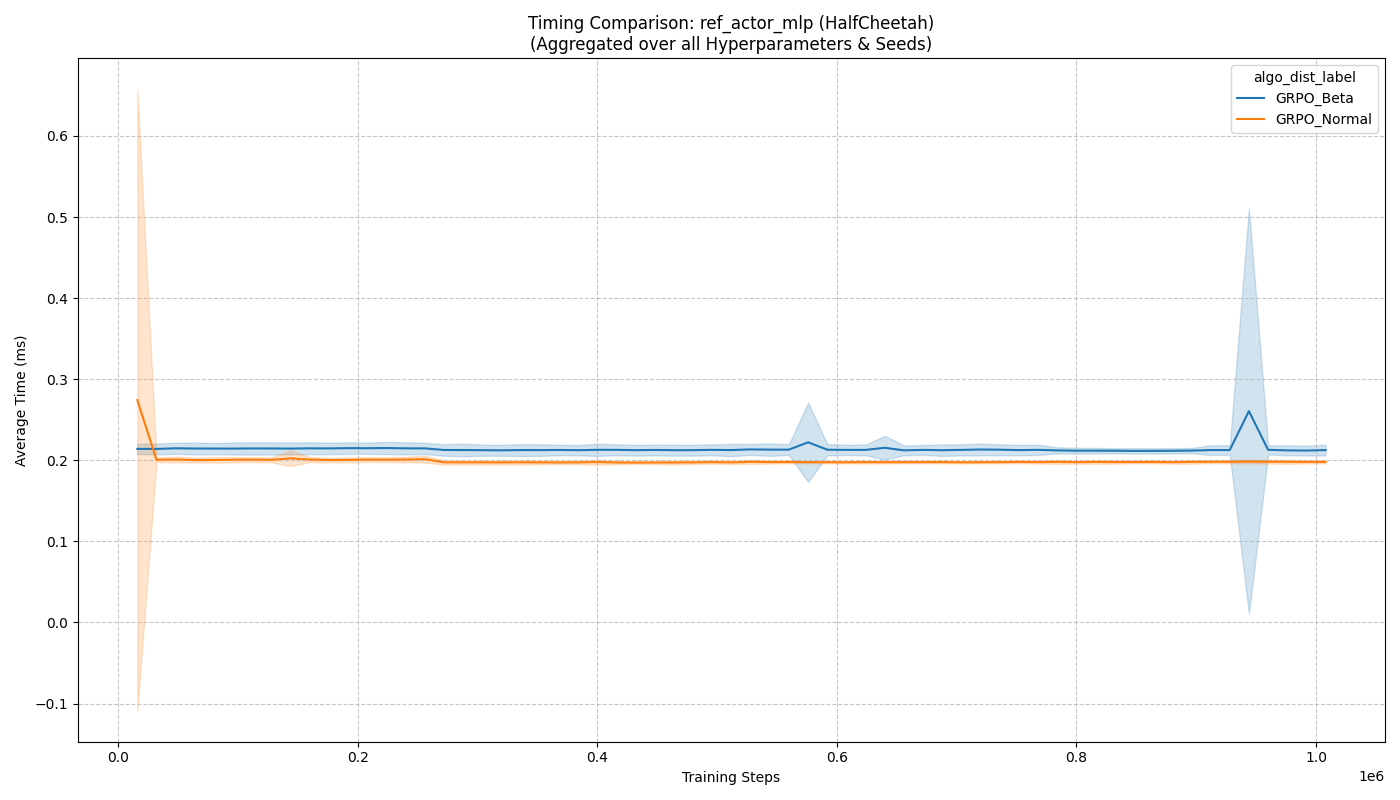 Timing Comparison: ref_actor_mlp (HalfCheetah)
(Aggregated over all Hyperparameters & Seeds)
algo_dist_label
GRPO_Beta
GRPO_Normal
Average Time (ms)
0.6
0.5
0.4
0.3
0.2
0.1
0.0
−0.1
0.0 0.2 0.4 0.6 0.8 1.0
1e6
Training Steps